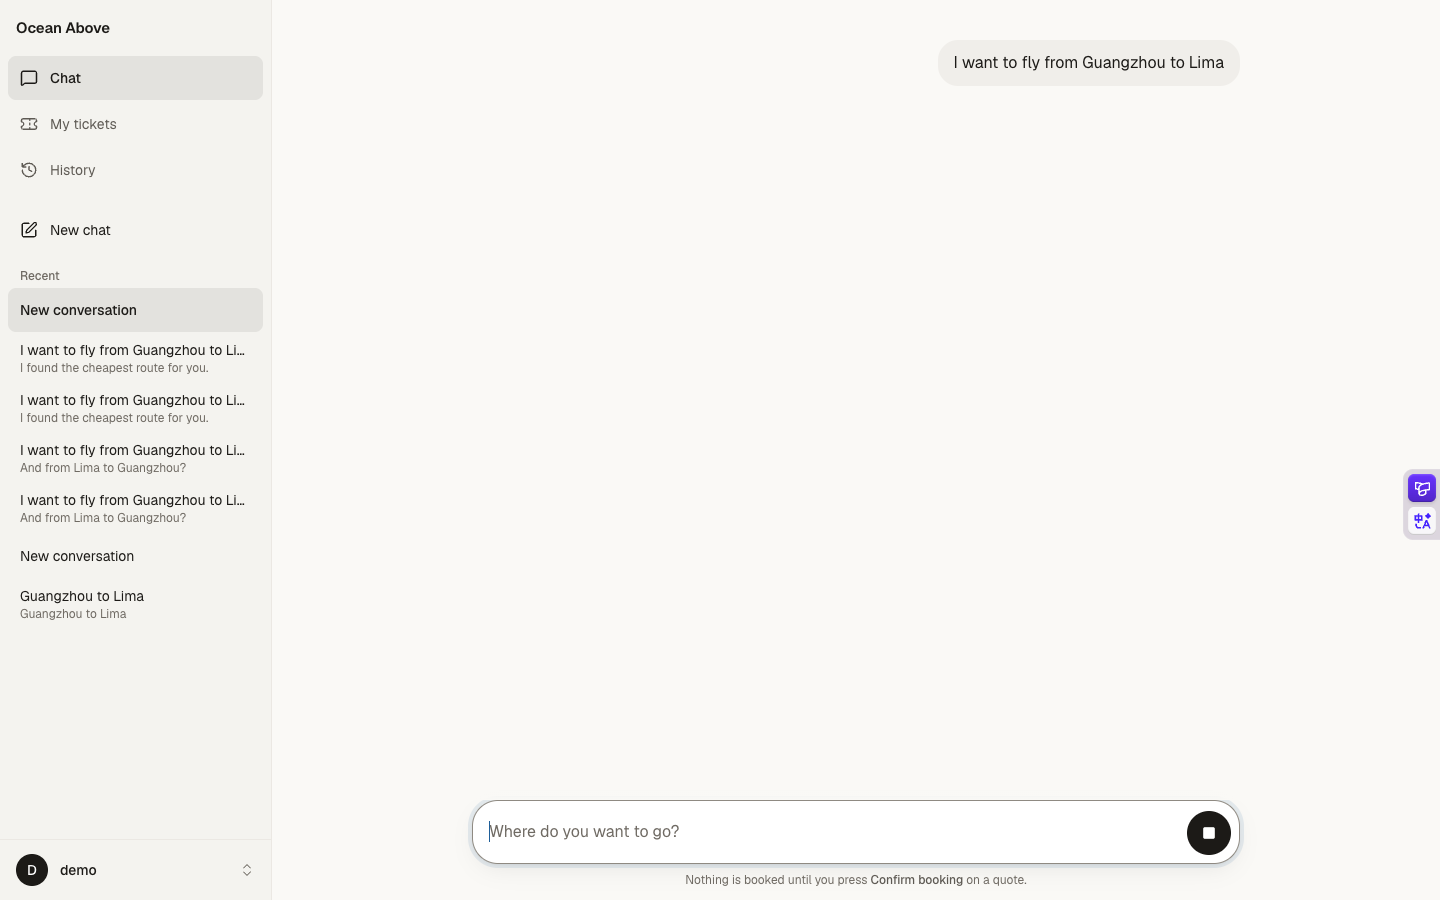 Ocean Above
Chat
My tickets
History
New chat
Recent
New conversation
I want to fly from Guangzhou to Li…
I found the cheapest route for you.
I want to fly from Guangzhou to Li…
I found the cheapest route for you.
I want to fly from Guangzhou to Li…
And from Lima to Guangzhou?
I want to fly from Guangzhou to Li…
And from Lima to Guangzhou?
New conversation
Guangzhou to Lima
Guangzhou to Lima
D
demo
I want to fly from Guangzhou to Lima
Where do you want to go?
Nothing is booked until you press Confirm booking on a quote.
中A